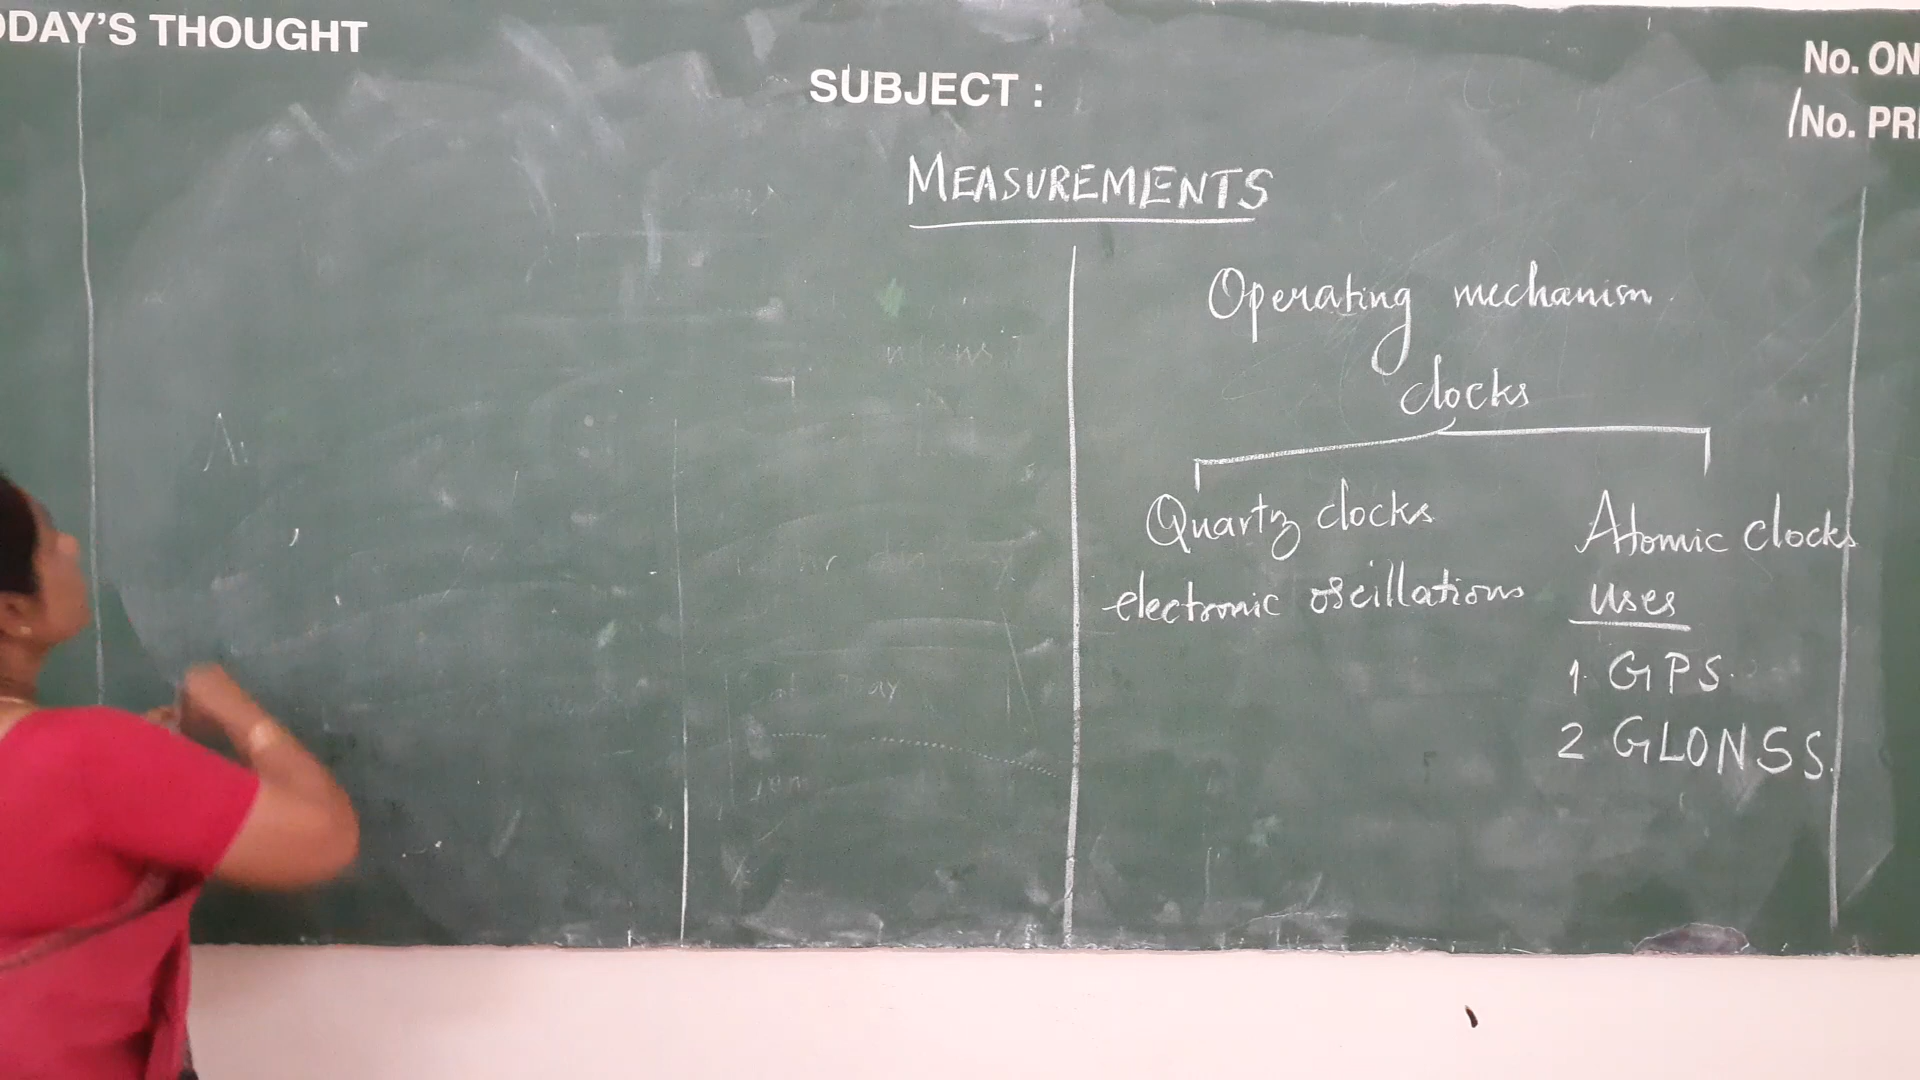 ODAY'S THOUGHT
SUBJECT :
No. ON
No. PR
MEASUREMENTS
Operating mechanism
clocks
Quartz clocks
electronic oscillations
Atomic clocks
uses
1. GPS.
2 GLONSS.